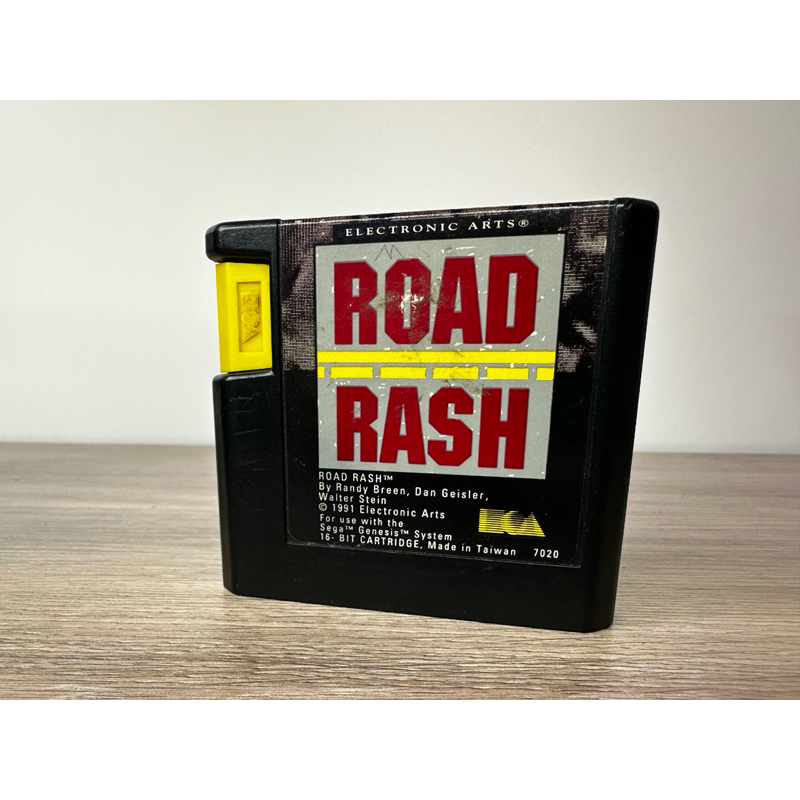 ELECTRONIC ARTS®
ROAD
RASH
ROAD RASH™
By Randy Breen, Dan Geisler,
Walter Stein
© 1991 Electronic Arts
For use with the
Sega™ Genesis™ System
16- BIT CARTRIDGE, Made in Taiwan 7020
EA